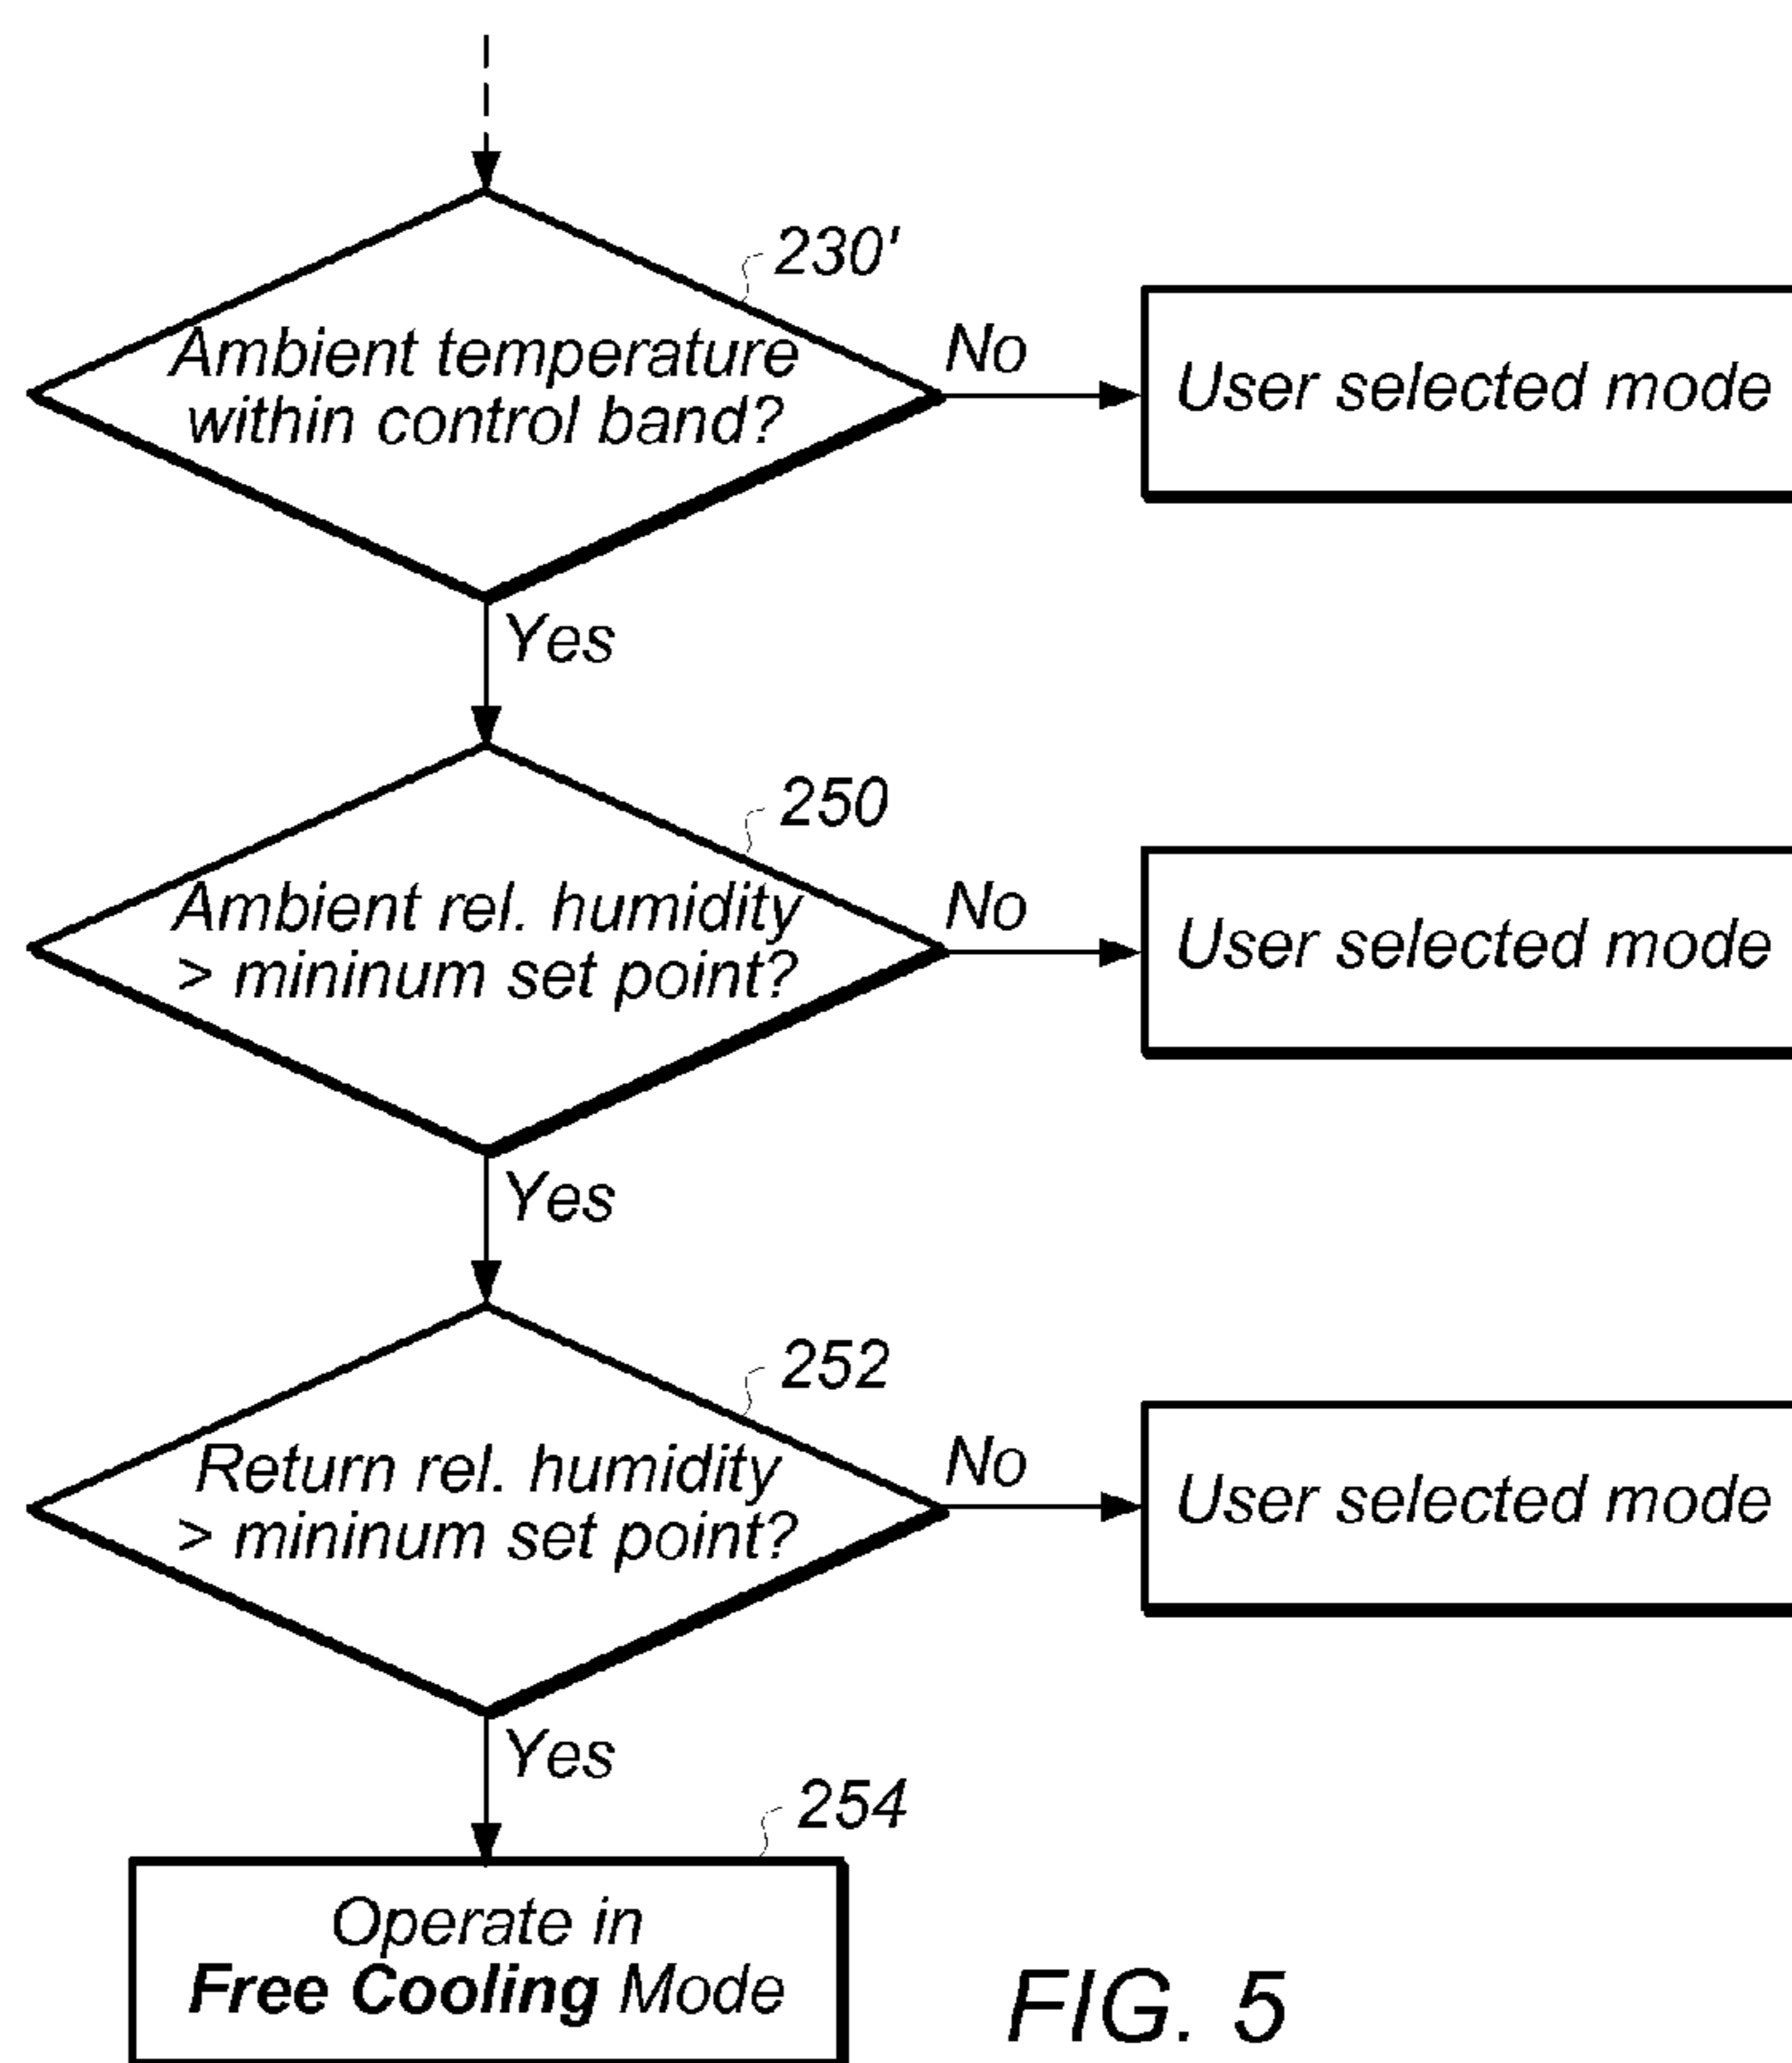 230'
Ambient temperature
within control band?
No
User selected mode
Yes
250
Ambient rel. humidity
> mininum set point?
No
User selected mode
Yes
252
Return rel. humidity
> mininum set point?
No
User selected mode
Yes
254
Operate in
Free Cooling Mode
FIG. 5